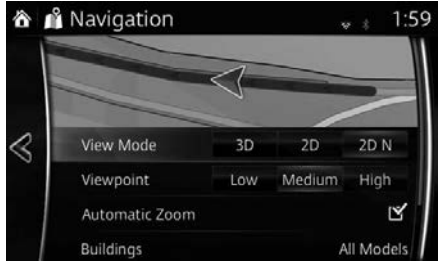 Navigation 1:59
View Mode 3D 2D 2D N
Viewpoint Low Medium High
Automatic Zoom
Buildings All Models